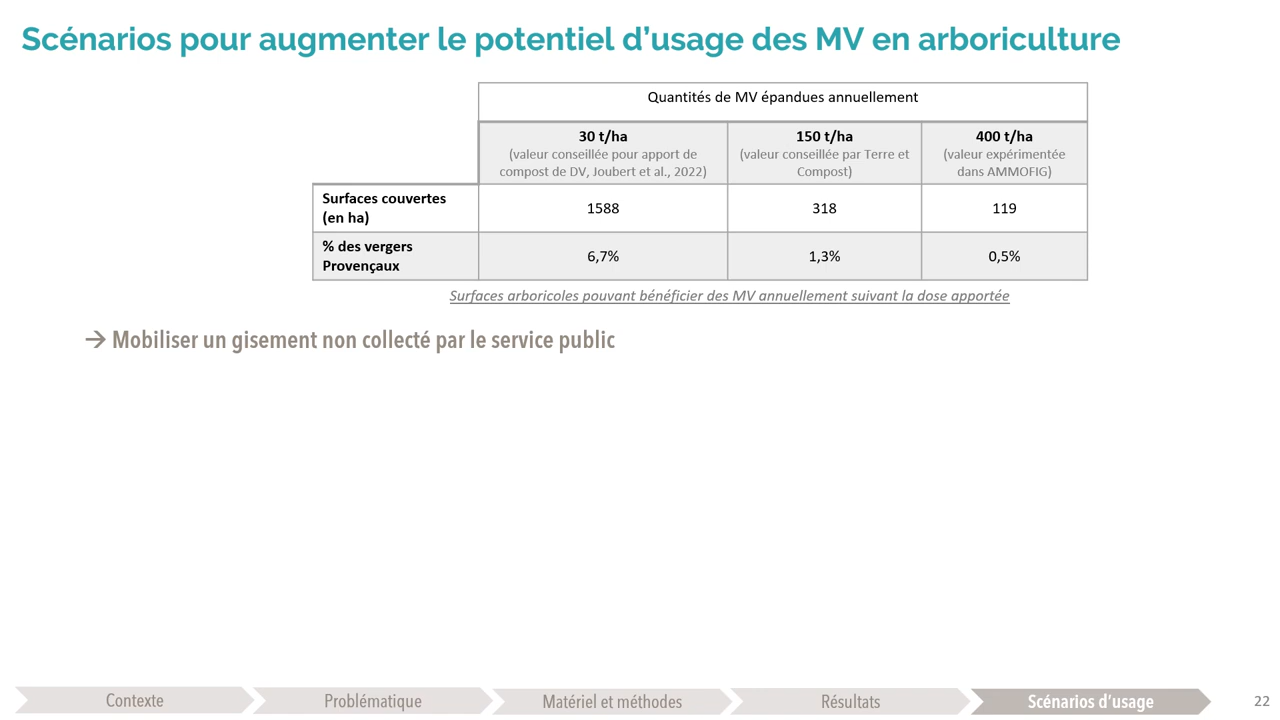 Scénarios pour augmenter le potentiel d’usage des MV en arboriculture
Quantités de MV épandues annuellement
30 t/ha
(valeur conseillée pour apport de
compost de DV, Joubert et al., 2022)
150 t/ha
(valeur conseillée par Terre et
Compost)
400 t/ha
(valeur expérimentée
dans AMMOFIG)
Surfaces couvertes
(en ha)
1588
318
119
% des vergers
Provençaux
6,7%
1,3%
0,5%
Surfaces arboricoles pouvant bénéficier des MV annuellement suivant la dose apportée
→ Mobiliser un gisement non collecté par le service public
Contexte
Problématique
Matériel et méthodes
Résultats
Scénarios d’usage
22